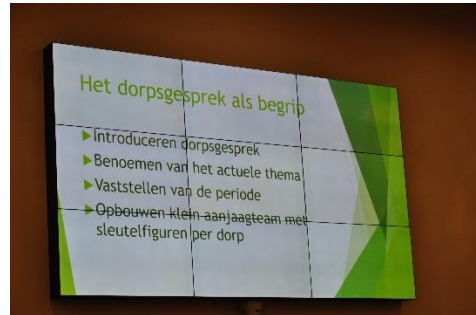 Het dorpsgesprek als begrip
Introduceren dorpsgesprek
Benoemen van het actuele thema
Vaststellen van de periode
Opbouwen klein aanjaagteam met
sleutelfiguren per dorp